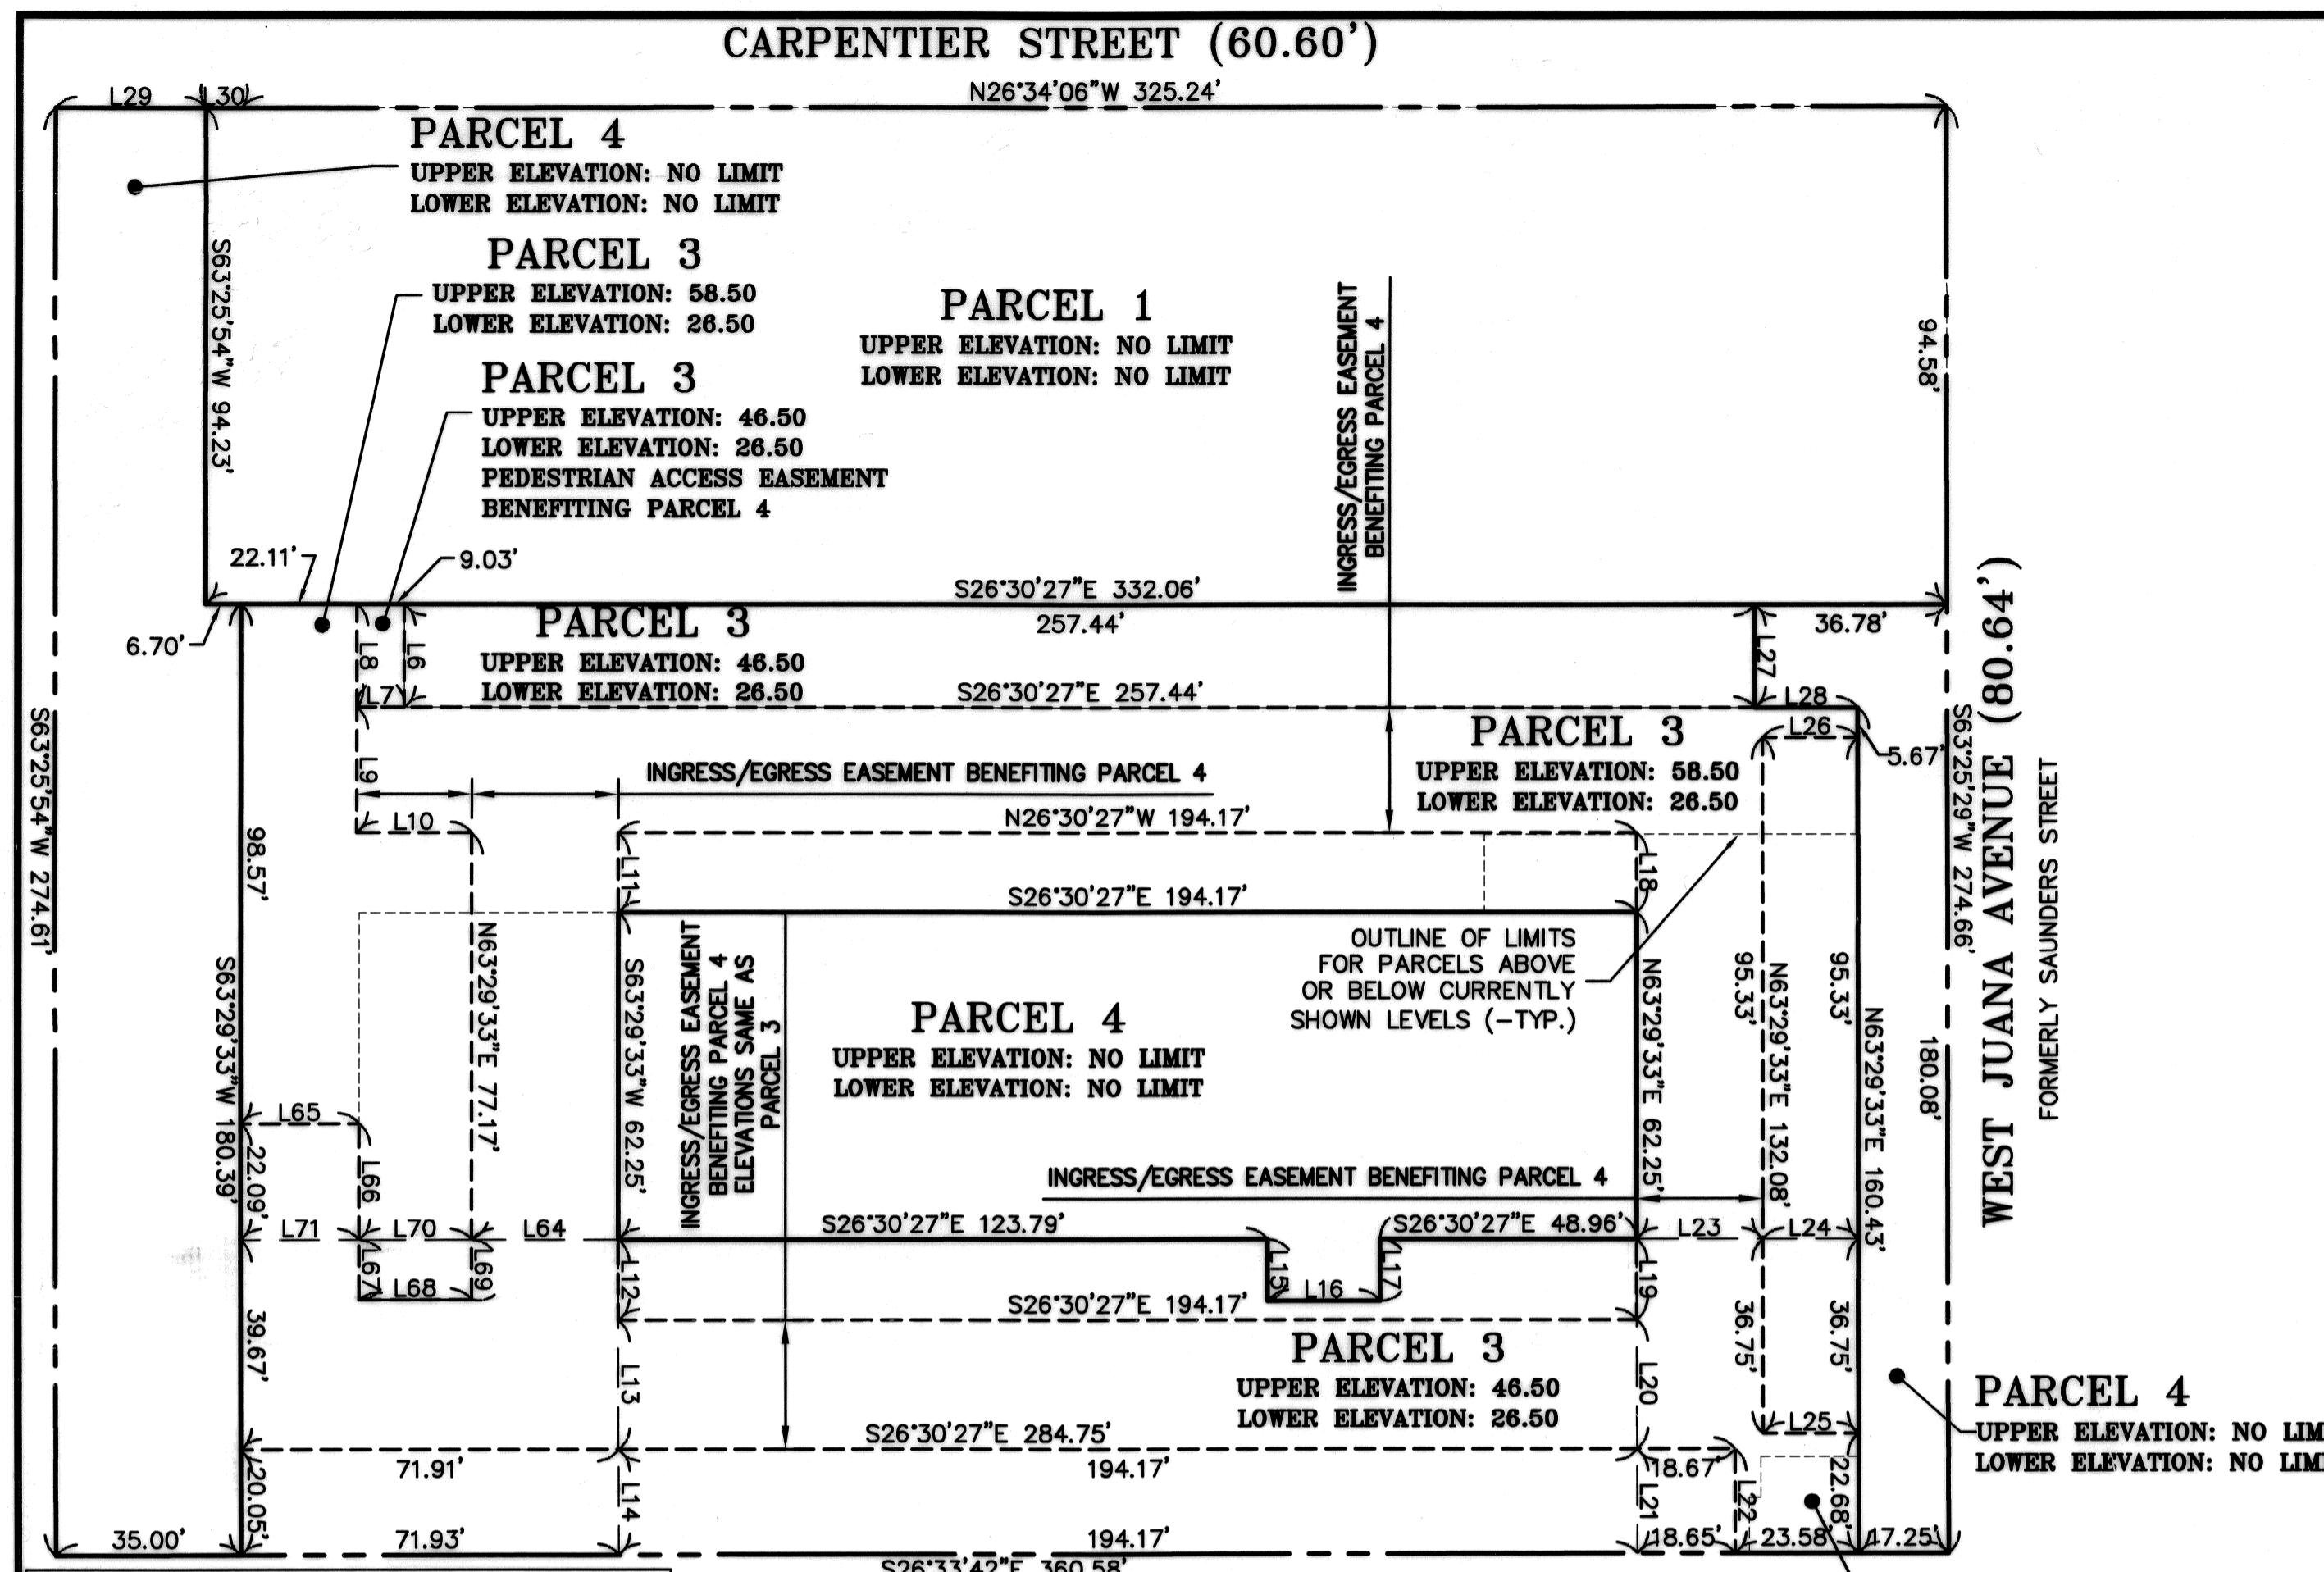 CARPENTIER STREET (60.60')
N26°34'06"W 325.24'
L29
L30
PARCEL 4
UPPER ELEVATION: NO LIMIT
LOWER ELEVATION: NO LIMIT
S63°25'54"W 94.23'
PARCEL 3
UPPER ELEVATION: 58.50
LOWER ELEVATION: 26.50
PARCEL 3
UPPER ELEVATION: 46.50
LOWER ELEVATION: 26.50
PEDESTRIAN ACCESS EASEMENT
BENEFITING PARCEL 4
PARCEL 1
UPPER ELEVATION: NO LIMIT
LOWER ELEVATION: NO LIMIT
INGRESS/EGRESS EASEMENT
BENEFITING PARCEL 4
94.58'
22.11'
9.03'
S26°30'27"E 332.06'
6.70'
257.44'
36.78'
PARCEL 3
UPPER ELEVATION: 46.50
LOWER ELEVATION: 26.50
L8
L6
L7
S26°30'27"E 257.44'
L27
L28
L26
5.67'
WEST JUANA AVENUE (80.64')
FORMERLY SAUNDERS STREET
S63°25'29"W 274.66'
S63°25'54"W 274.61'
L9
INGRESS/EGRESS EASEMENT BENEFITING PARCEL 4
PARCEL 3
UPPER ELEVATION: 58.50
LOWER ELEVATION: 26.50
L10
N26°30'27"W 194.17'
98.57'
L11
L18
S26°30'27"E 194.17'
S63°29'33"W 180.39'
N63°29'33"E 77.17'
S63°29'33"W 62.25'
INGRESS/EGRESS EASEMENT
BENEFITING PARCEL 4
ELEVATIONS SAME AS
PARCEL 3
OUTLINE OF LIMITS
FOR PARCELS ABOVE
OR BELOW CURRENTLY
SHOWN LEVELS (-TYP.)
PARCEL 4
UPPER ELEVATION: NO LIMIT
LOWER ELEVATION: NO LIMIT
N63°29'33"E 62.25'
95.33'
N63°29'33"E 132.08'
95.33'
N63°29'33"E 160.43'
180.08'
L65
22.09'
L66
INGRESS/EGRESS EASEMENT BENEFITING PARCEL 4
L71
L70
L64
S26°30'27"E 123.79'
S26°30'27"E 48.96'
L23
L24
L67
L68
L69
L12
L15
L16
L17
L19
S26°30'27"E 194.17'
39.67'
L13
PARCEL 3
UPPER ELEVATION: 46.50
LOWER ELEVATION: 26.50
L20
36.75'
36.75'
PARCEL 4
UPPER ELEVATION: NO LIM
LOWER ELEVATION: NO LIM
L25
S26°30'27"E 284.75'
71.91'
194.17'
18.67'
20.05'
L14
L21
L22
22.68'
35.00'
71.93'
194.17'
18.65'
23.58'
17.25'
S26°33'42"E 360.58'